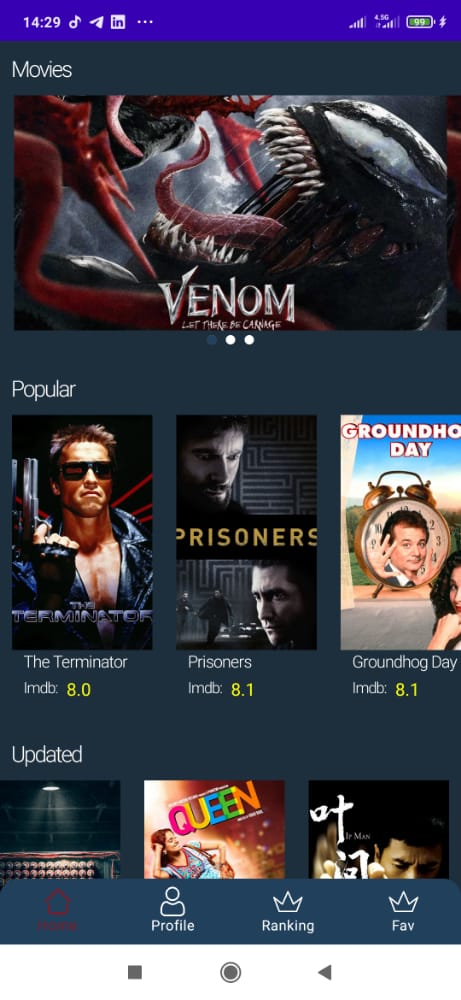 14:29
4.5G
99
Movies
VENOM
LET THERE BE CARNAGE
Popular
THE
TERMINATOR
PRISONERS
GROUNDHO
DAY
The Terminator
Prisoners
Groundhog Day
Imdb: 8.0
Imdb: 8.1
Imdb: 8.1
Updated
QUEEN
叶
IP MAN
问
Home
Profile
Ranking
Fav